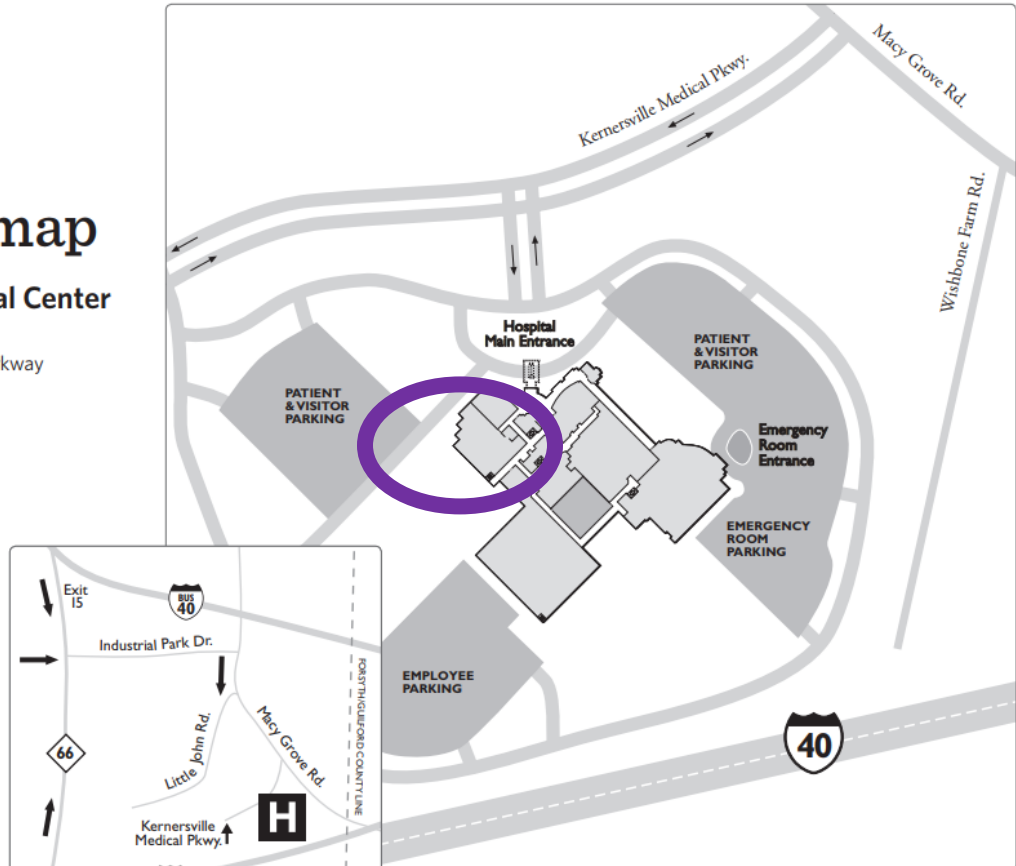 map
al Center
kway
Kernersville Medical Pkwy.
Macy Grove Rd.
Wishbone Farm Rd.
Hospital
Main Entrance
PATIENT
& VISITOR
PARKING
PATIENT
& VISITOR
PARKING
Emergency
Room
Entrance
EMERGENCY
ROOM
PARKING
EMPLOYEE
PARKING
40
Exit
15
BUS
40
Industrial Park Dr.
FORSYTH/GUILFORD COUNTY LINE
Little John Rd.
Macy Grove Rd.
66
H
Kernersville
Medical Pkwy.